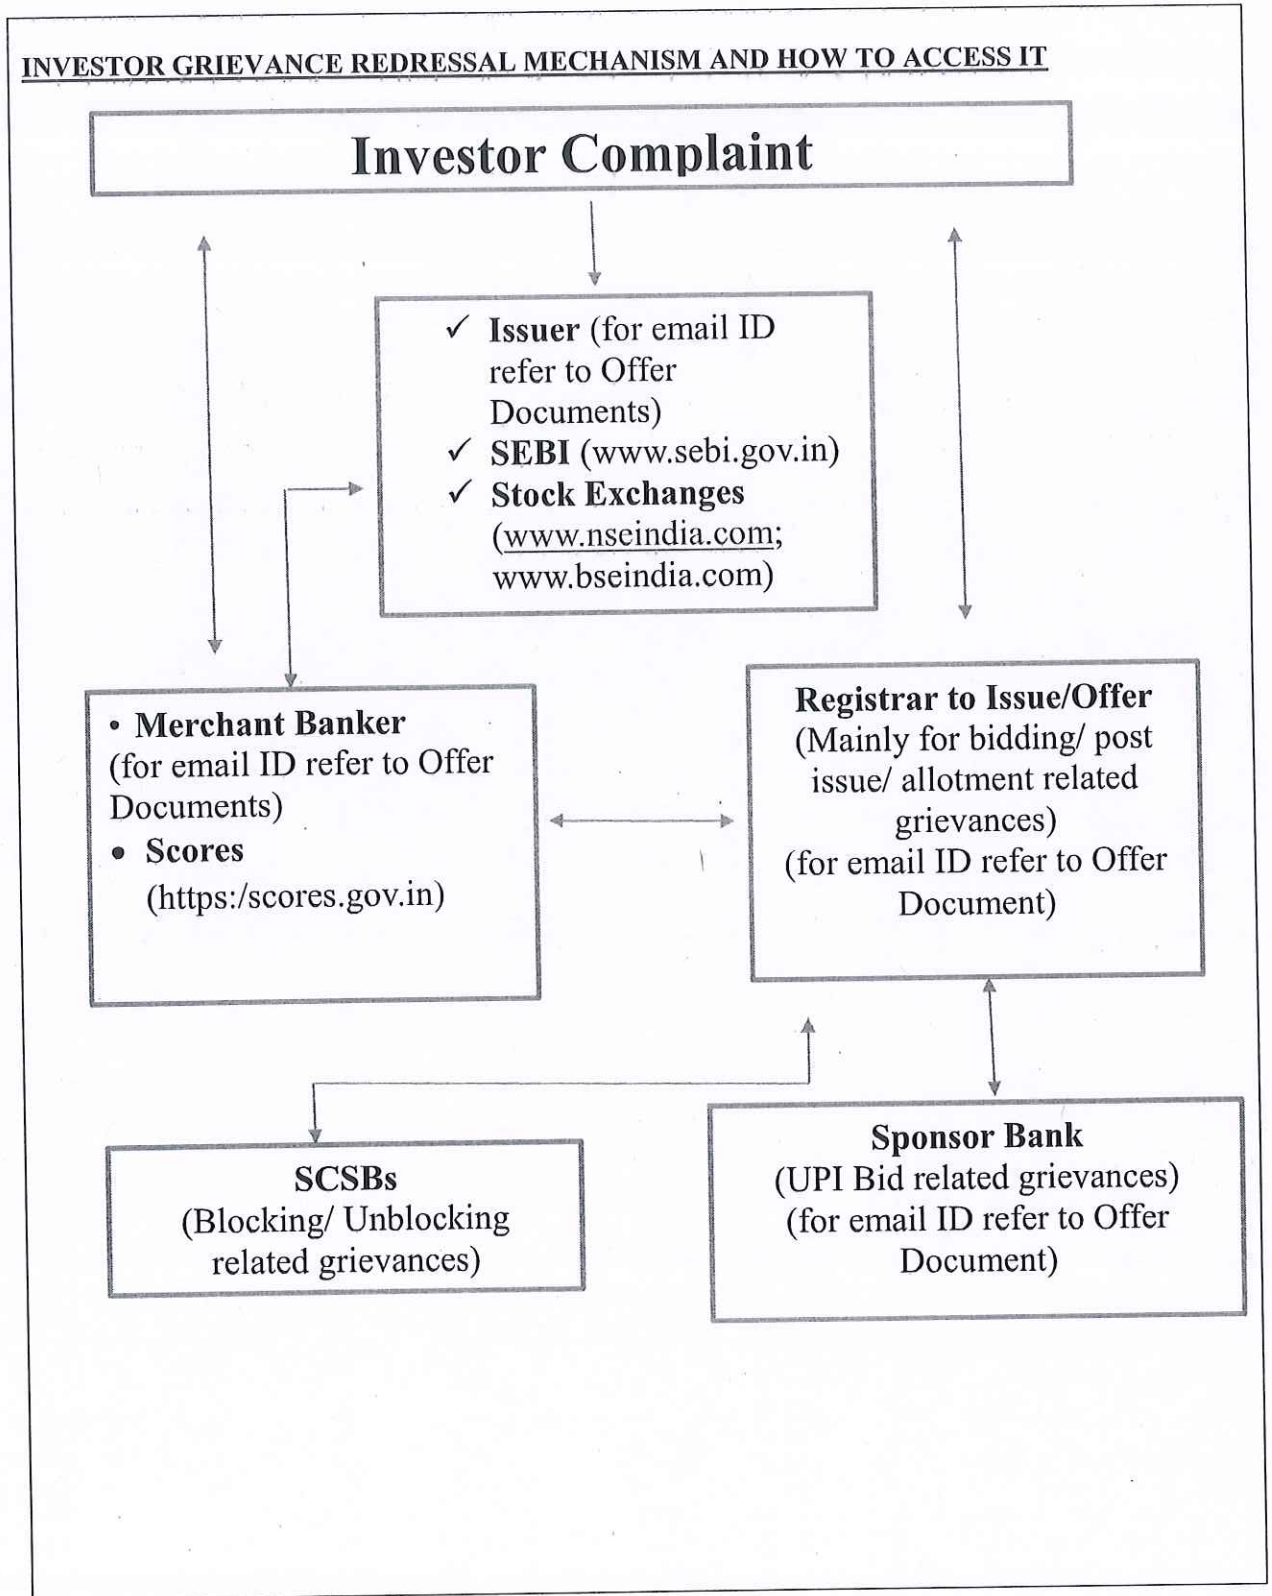 INVESTOR GRIEVANCE REDRESSAL MECHANISM AND HOW TO ACCESS IT
Investor Complaint
✓ Issuer (for email ID
refer to Offer
Documents)
✓ SEBI (www.sebi.gov.in)
✓ Stock Exchanges
(www.nseindia.com;
www.bseindia.com)
• Merchant Banker
(for email ID refer to Offer
Documents)
• Scores
(https:/scores.gov.in)
Registrar to Issue/Offer
(Mainly for bidding/ post
issue/ allotment related
grievances)
(for email ID refer to Offer
Document)
SCSBs
(Blocking/ Unblocking
related grievances)
Sponsor Bank
(UPI Bid related grievances)
(for email ID refer to Offer
Document)